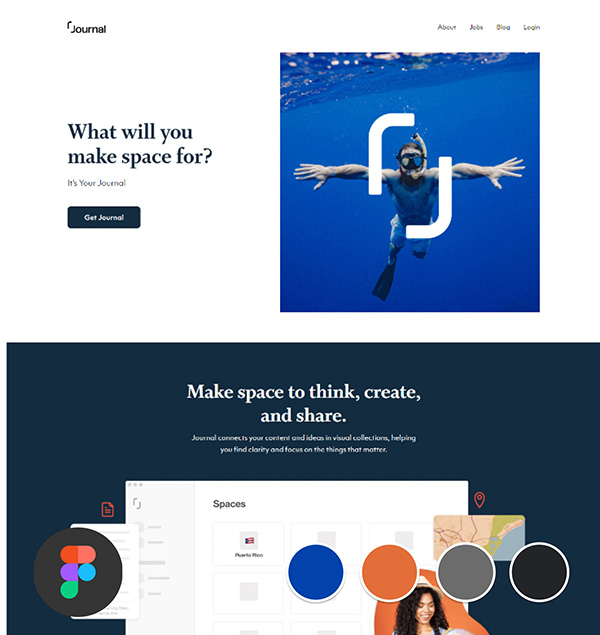 Journal
About Jobs Blog Login
What will you
make space for?
It's Your Journal
Get Journal
Make space to think, create,
and share.
Journal connects your content and ideas in visual collections, helping
you find clarity and focus on the things that matter.
Spaces
Puerto Rico